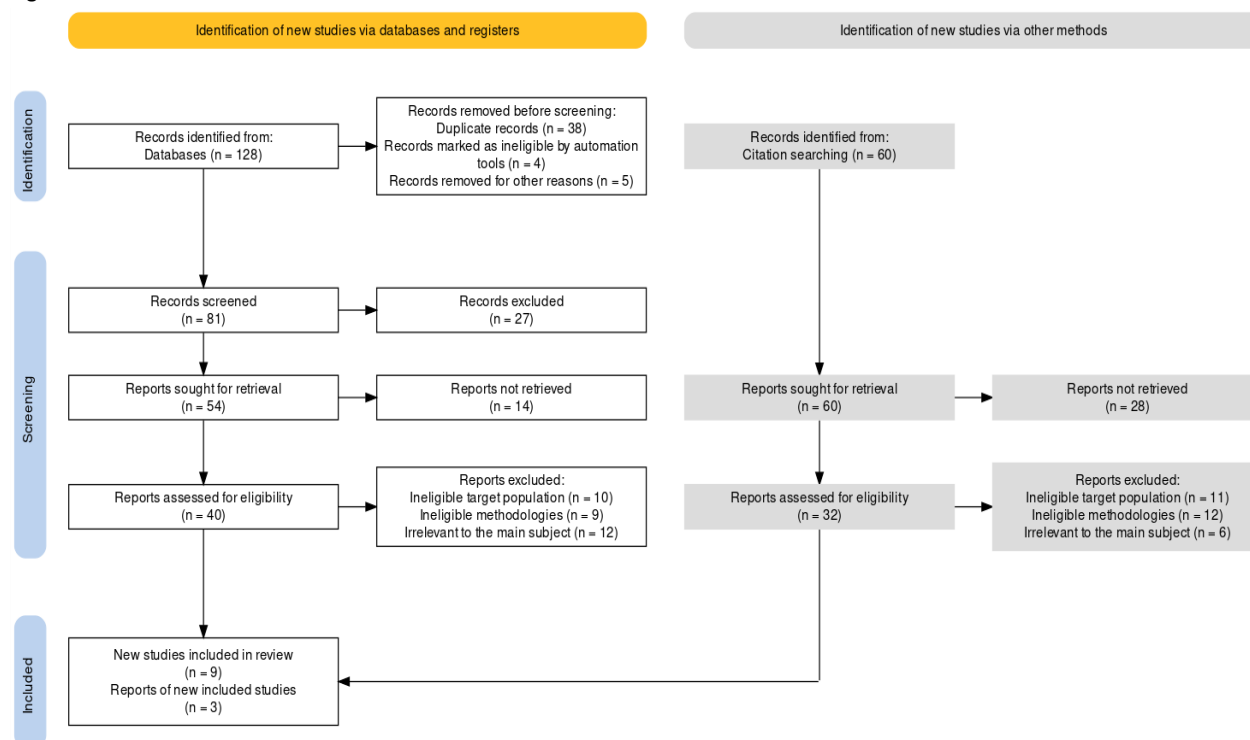 Identification of new studies via databases and registers
Identification of new studies via other methods
Identification
Records identified from:
Databases (n = 128)
Records removed before screening:
Duplicate records (n = 38)
Records marked as ineligible by automation
tools (n = 4)
Records removed for other reasons (n = 5)
Records identified from:
Citation searching (n = 60)
Screening
Records screened
(n = 81)
Records excluded
(n = 27)
Reports sought for retrieval
(n = 54)
Reports not retrieved
(n = 14)
Reports sought for retrieval
(n = 60)
Reports not retrieved
(n = 28)
Reports assessed for eligibility
(n = 40)
Reports excluded:
Ineligible target population (n = 10)
Ineligible methodologies (n = 9)
Irrelevant to the main subject (n = 12)
Reports assessed for eligibility
(n = 32)
Reports excluded:
Ineligible target population (n = 11)
Ineligible methodologies (n = 12)
Irrelevant to the main subject (n = 6)
Included
New studies included in review
(n = 9)
Reports of new included studies
(n = 3)